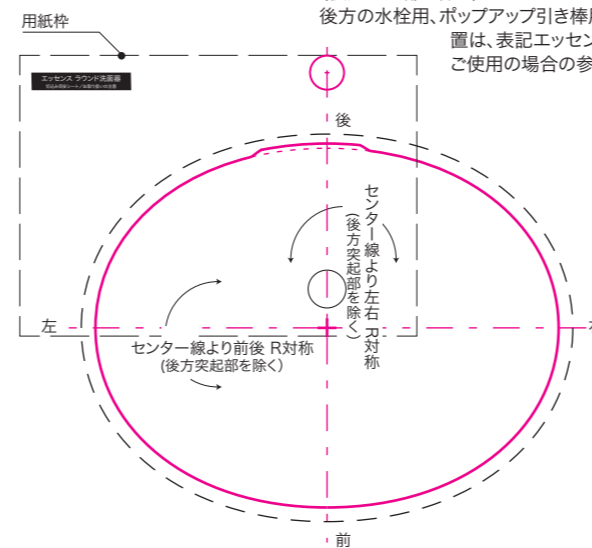 後方の水栓用、ポップアップ引き棒
置は、表記エッセン
ご使用の場合の参
用紙枠
エッセンス ラウンド洗面器
後
センター線より左右 R対称
(後方突起部を除く)
左
センター線より前後 R対称
(後方突起部を除く)
前